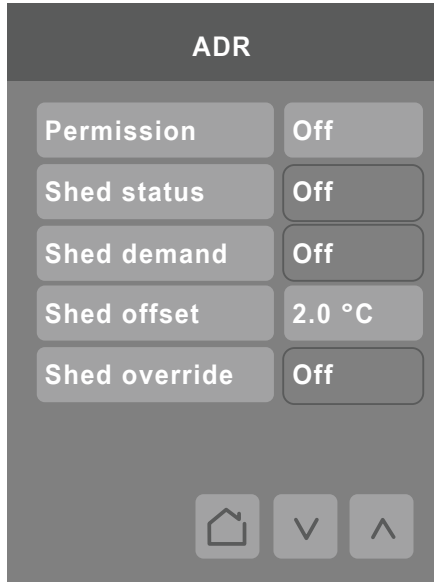 ADR
Permission Off
Shed status Off
Shed demand Off
Shed offset 2.0 °C
Shed override Off